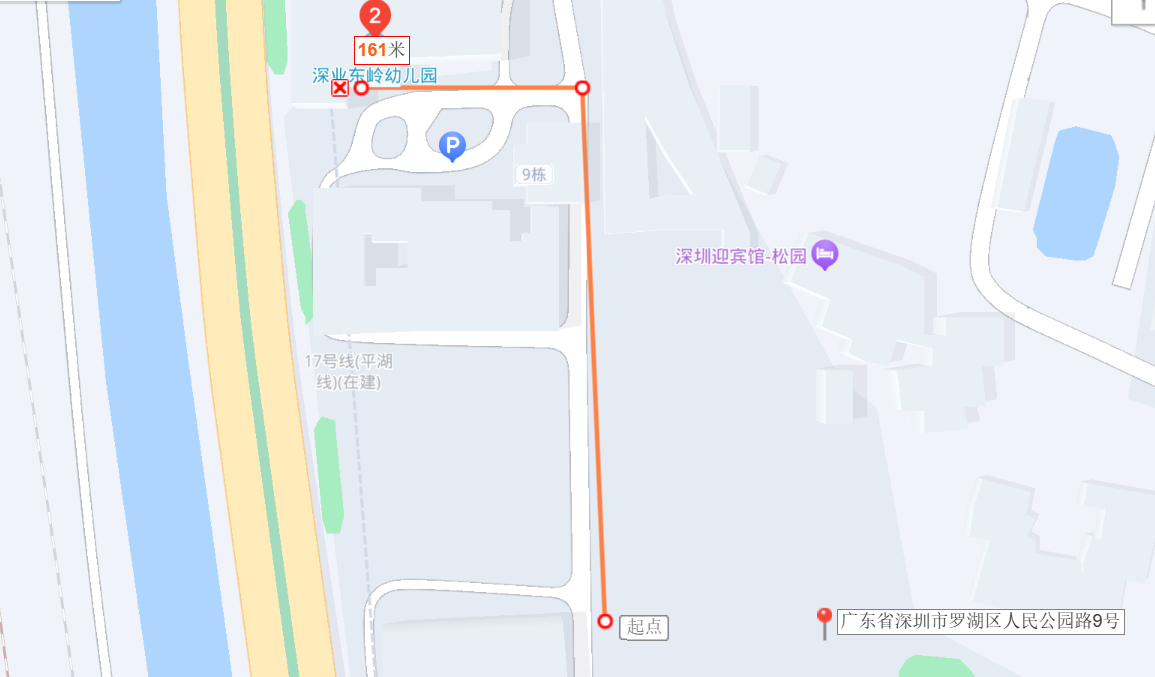 2
161米
深业东岭幼儿园
P
9栋
深圳迎宾馆-松园
17号线(平湖
线)(在建)
起点
广东省深圳市罗湖区人民公园路9号